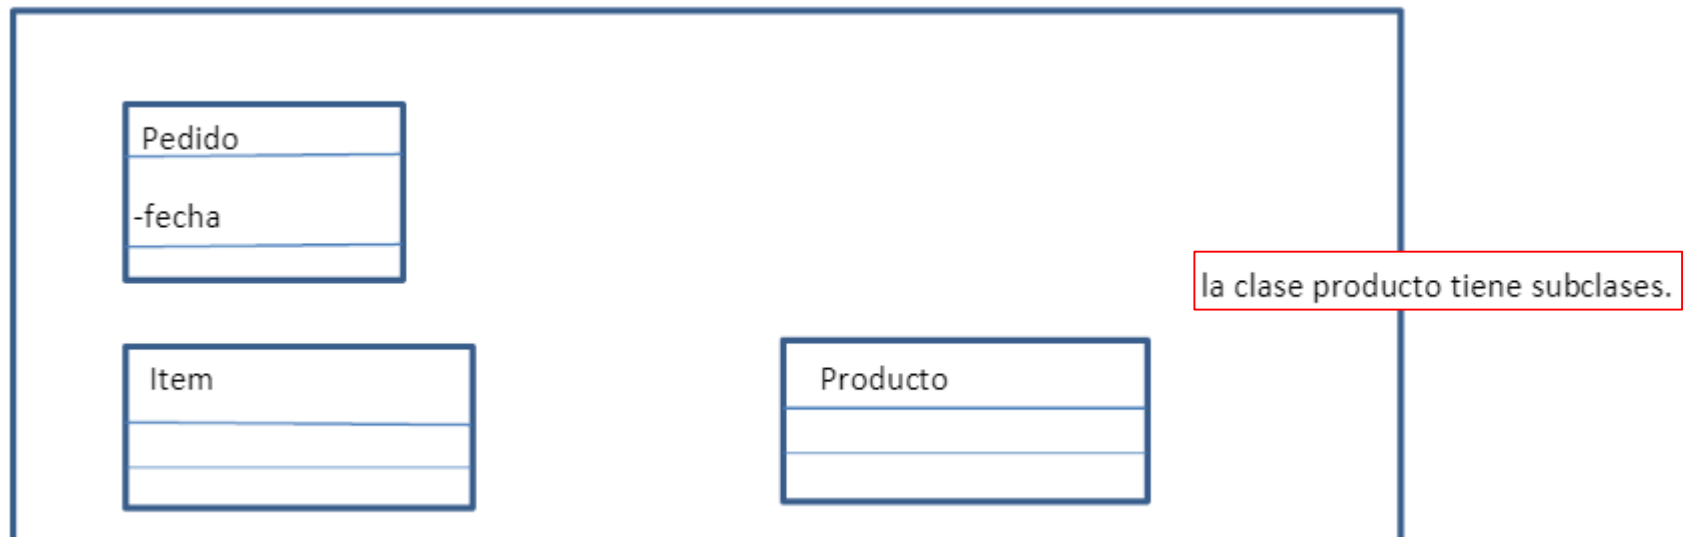 Pedido
-fecha
la clase producto tiene subclases.
Item
Producto